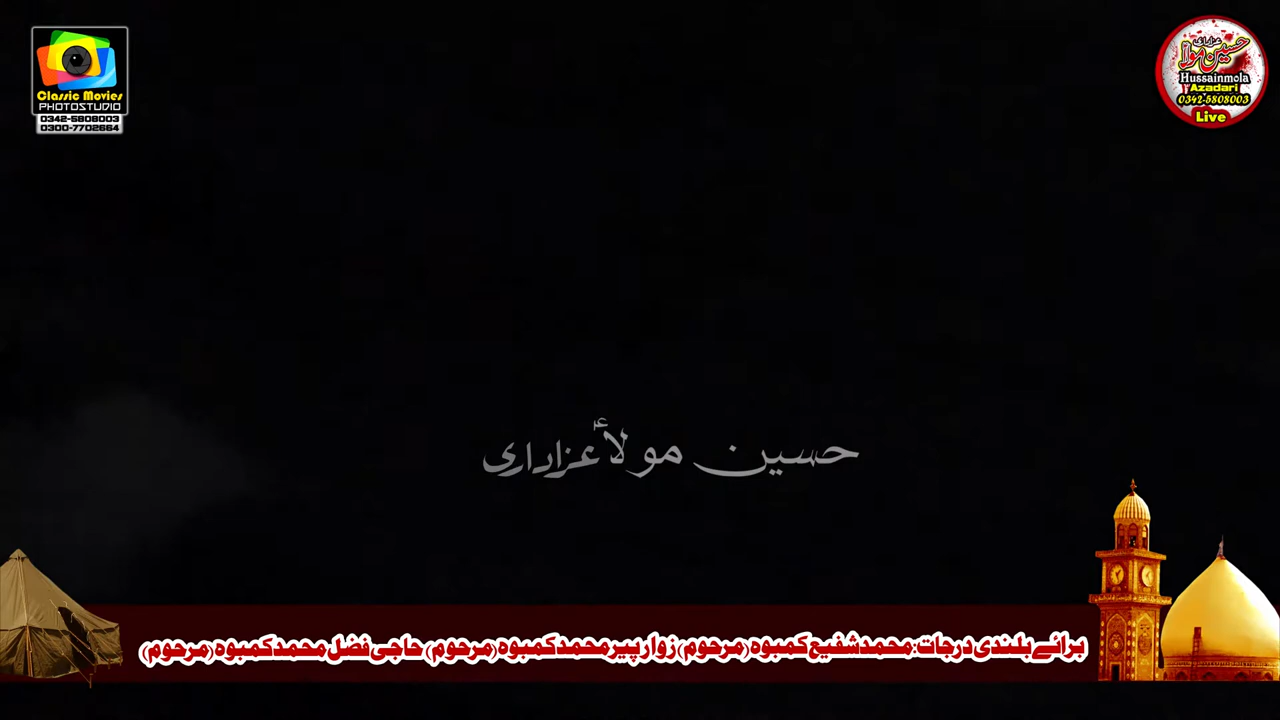 Classic Movies
PHOTOSTUDIO
0342-5808003
0300-7702664
عزاداری
حسین مولا
Hussainmola
Azadari
0342-5808003
Live
حسین مولاؑ عزاداری
برائے بلندی درجات: محمد شفیع کمبوہ (مرحوم) زوار پیر محمد کمبوہ (مرحوم) حاجی فضل محمد کمبوہ (مرحوم)